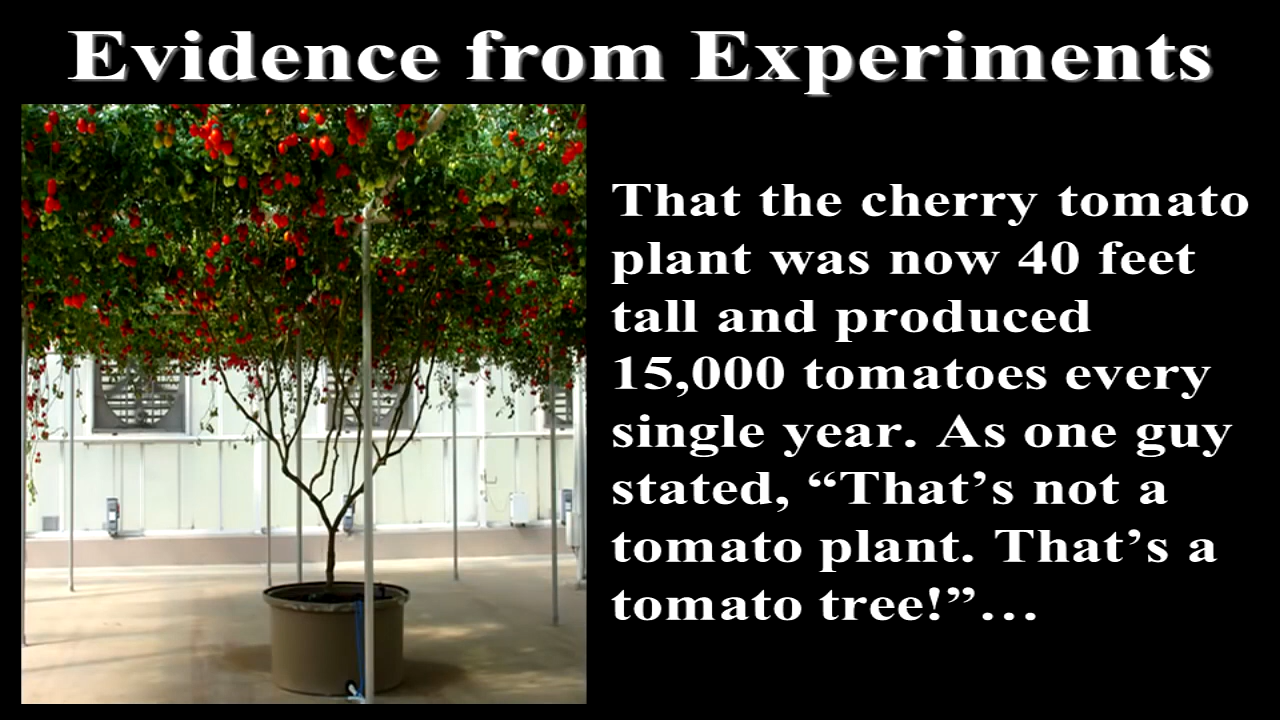 Evidence from Experiments
That the cherry tomato
plant was now 40 feet
tall and produced
15,000 tomatoes every
single year. As one guy
stated, “That’s not a
tomato plant. That’s a
tomato tree!”…